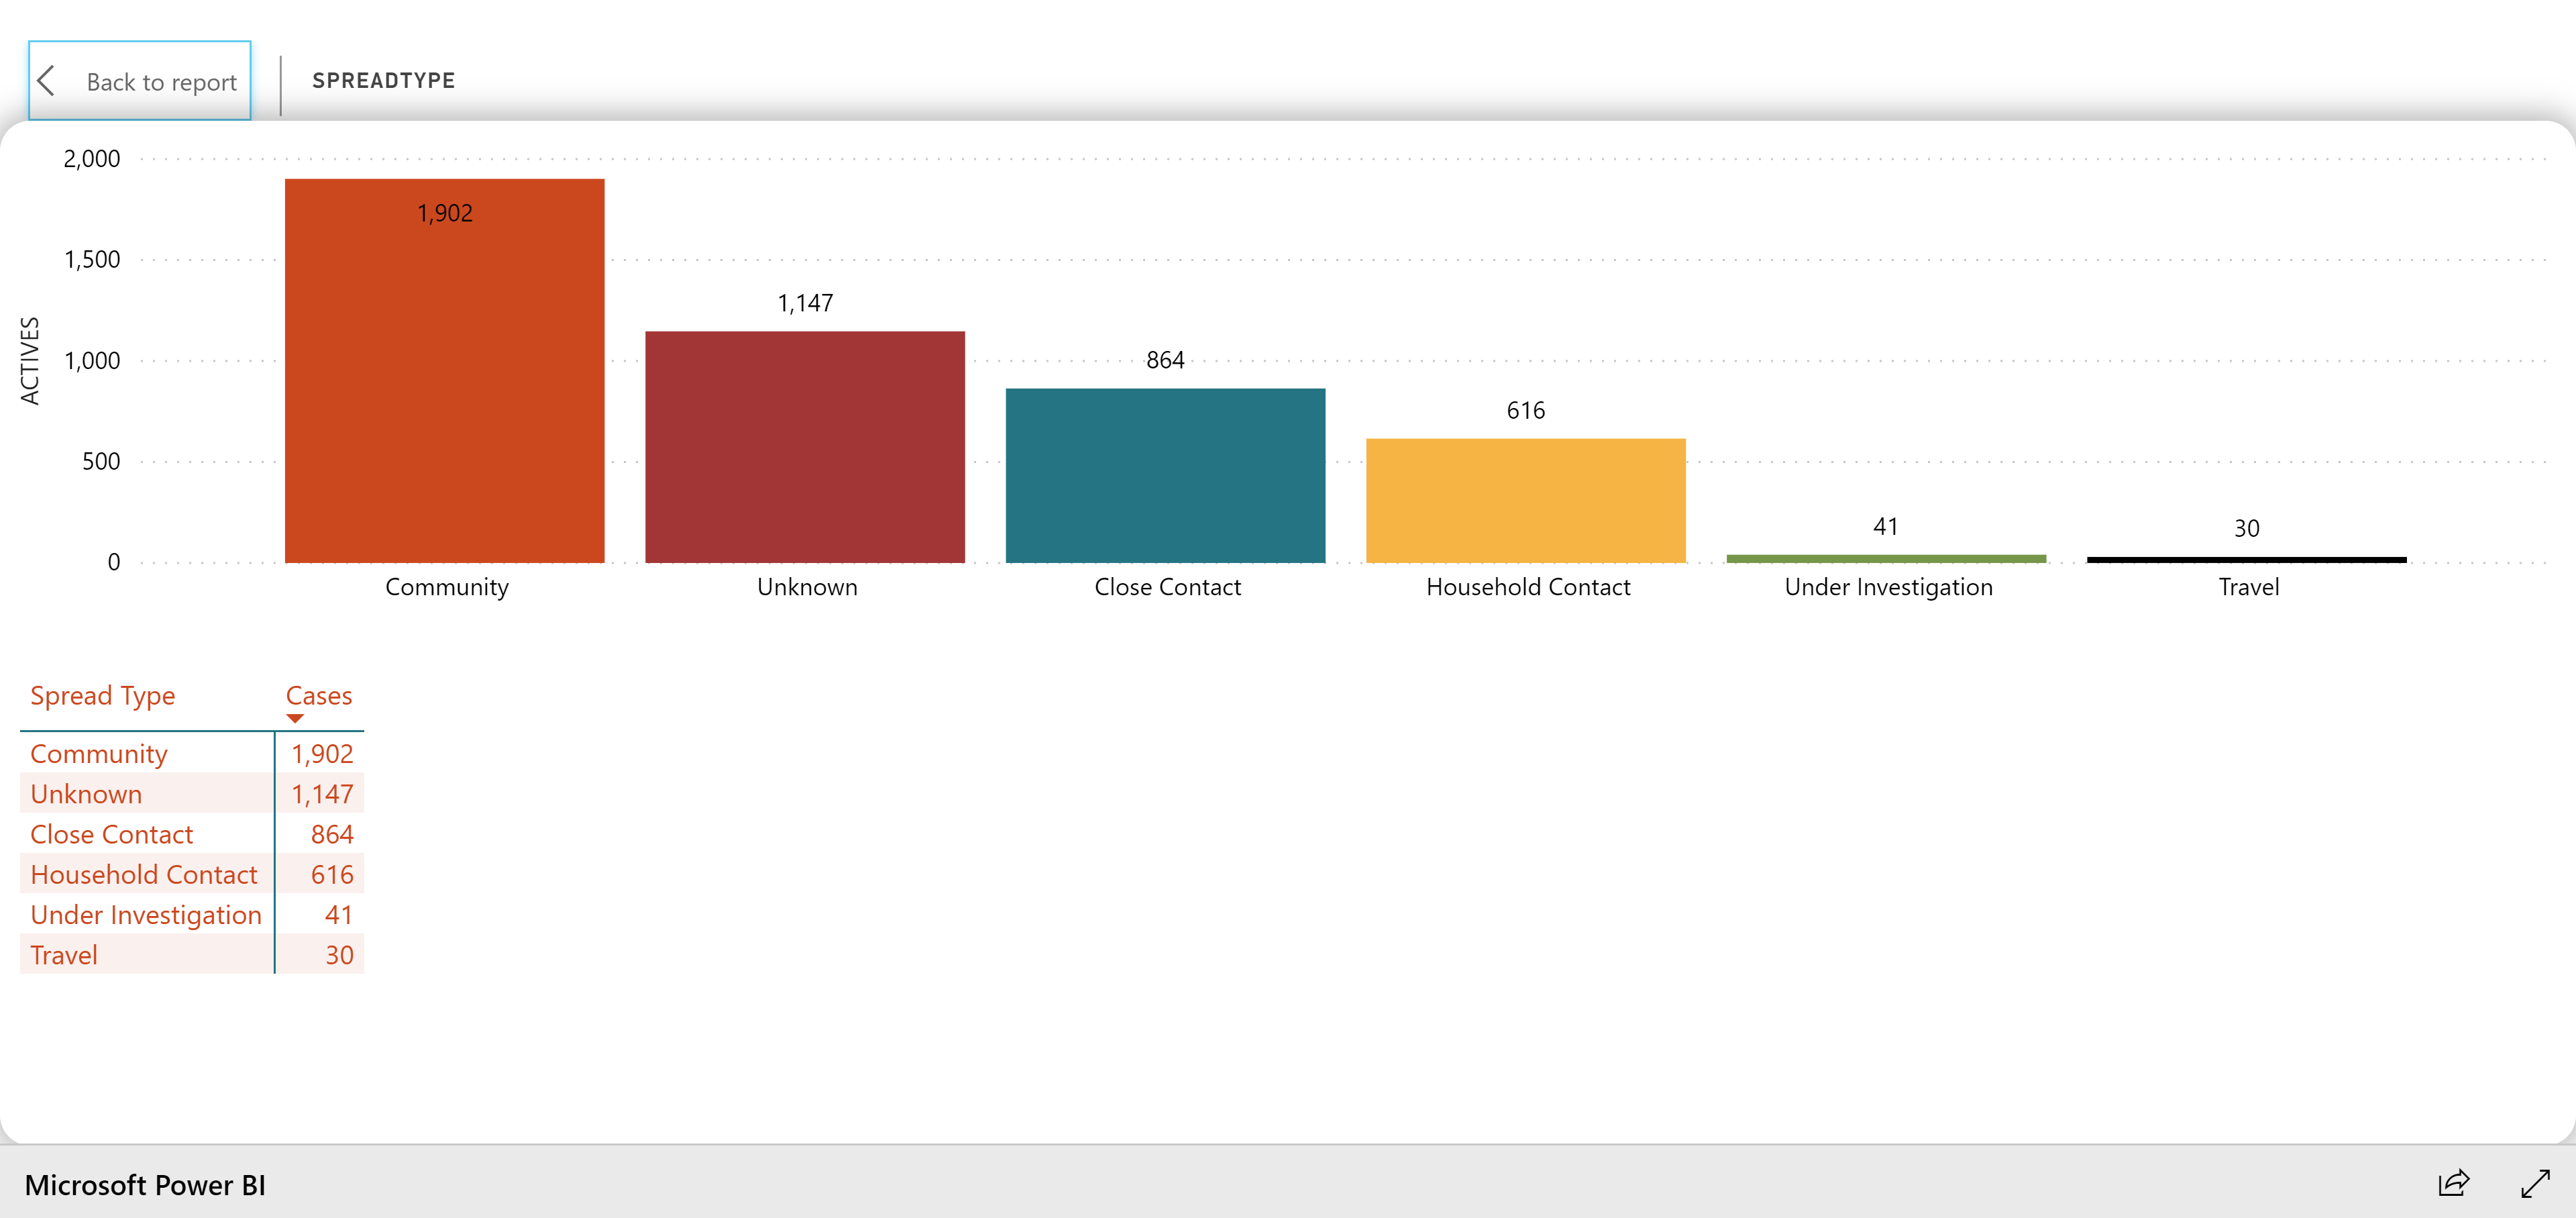 Back to report
SPREADTYPE
2,000
1,500
1,000
500
0
ACTIVES
1,902
1,147
864
616
41
30
Community
Unknown
Close Contact
Household Contact
Under Investigation
Travel
Spread Type Cases
Community 1,902
Unknown 1,147
Close Contact 864
Household Contact 616
Under Investigation 41
Travel 30
Microsoft Power BI